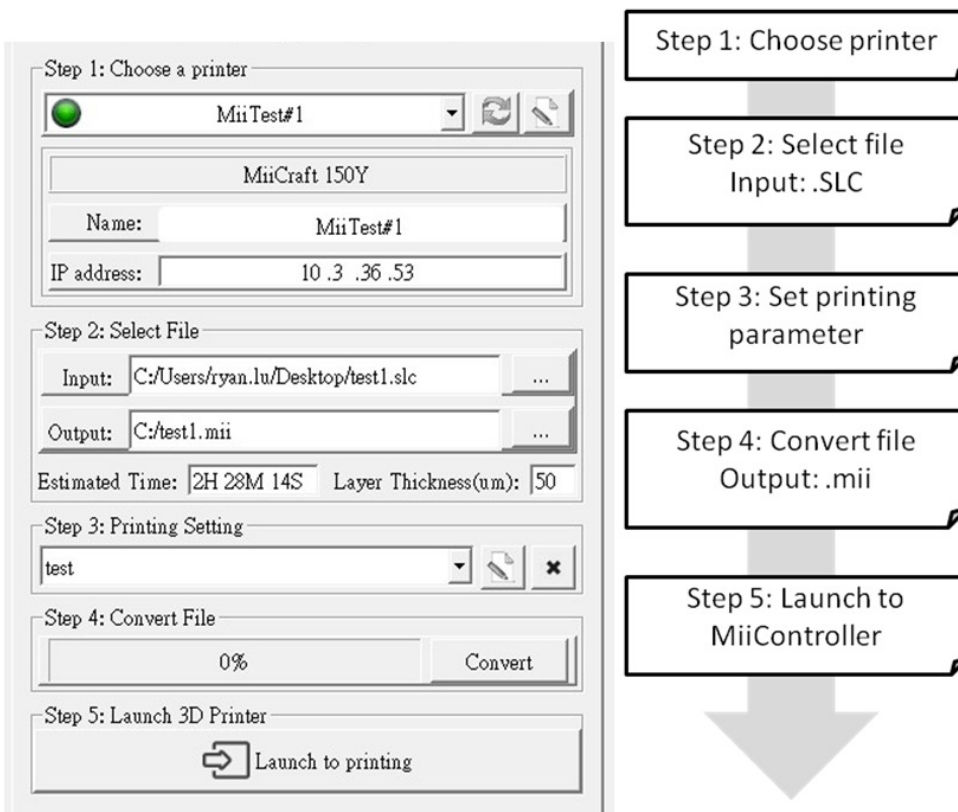 Step 1: Choose a printer
MiiTest#1
MiiCraft 150Y
Name: MiiTest#1
IP address: 10 .3 .36 .53
Step 2: Select File
Input: C:/Users/ryan.lu/Desktop/test1.slc ...
Output: C:/test1.mii ...
Estimated Time: 2H 28M 14S Layer Thickness(um): 50
Step 3: Printing Setting
test
Step 4: Convert File
0% Convert
Step 5: Launch 3D Printer
Launch to printing
Step 1: Choose printer
Step 2: Select file
Input: .SLC
Step 3: Set printing
parameter
Step 4: Convert file
Output: .mii
Step 5: Launch to
MiiController